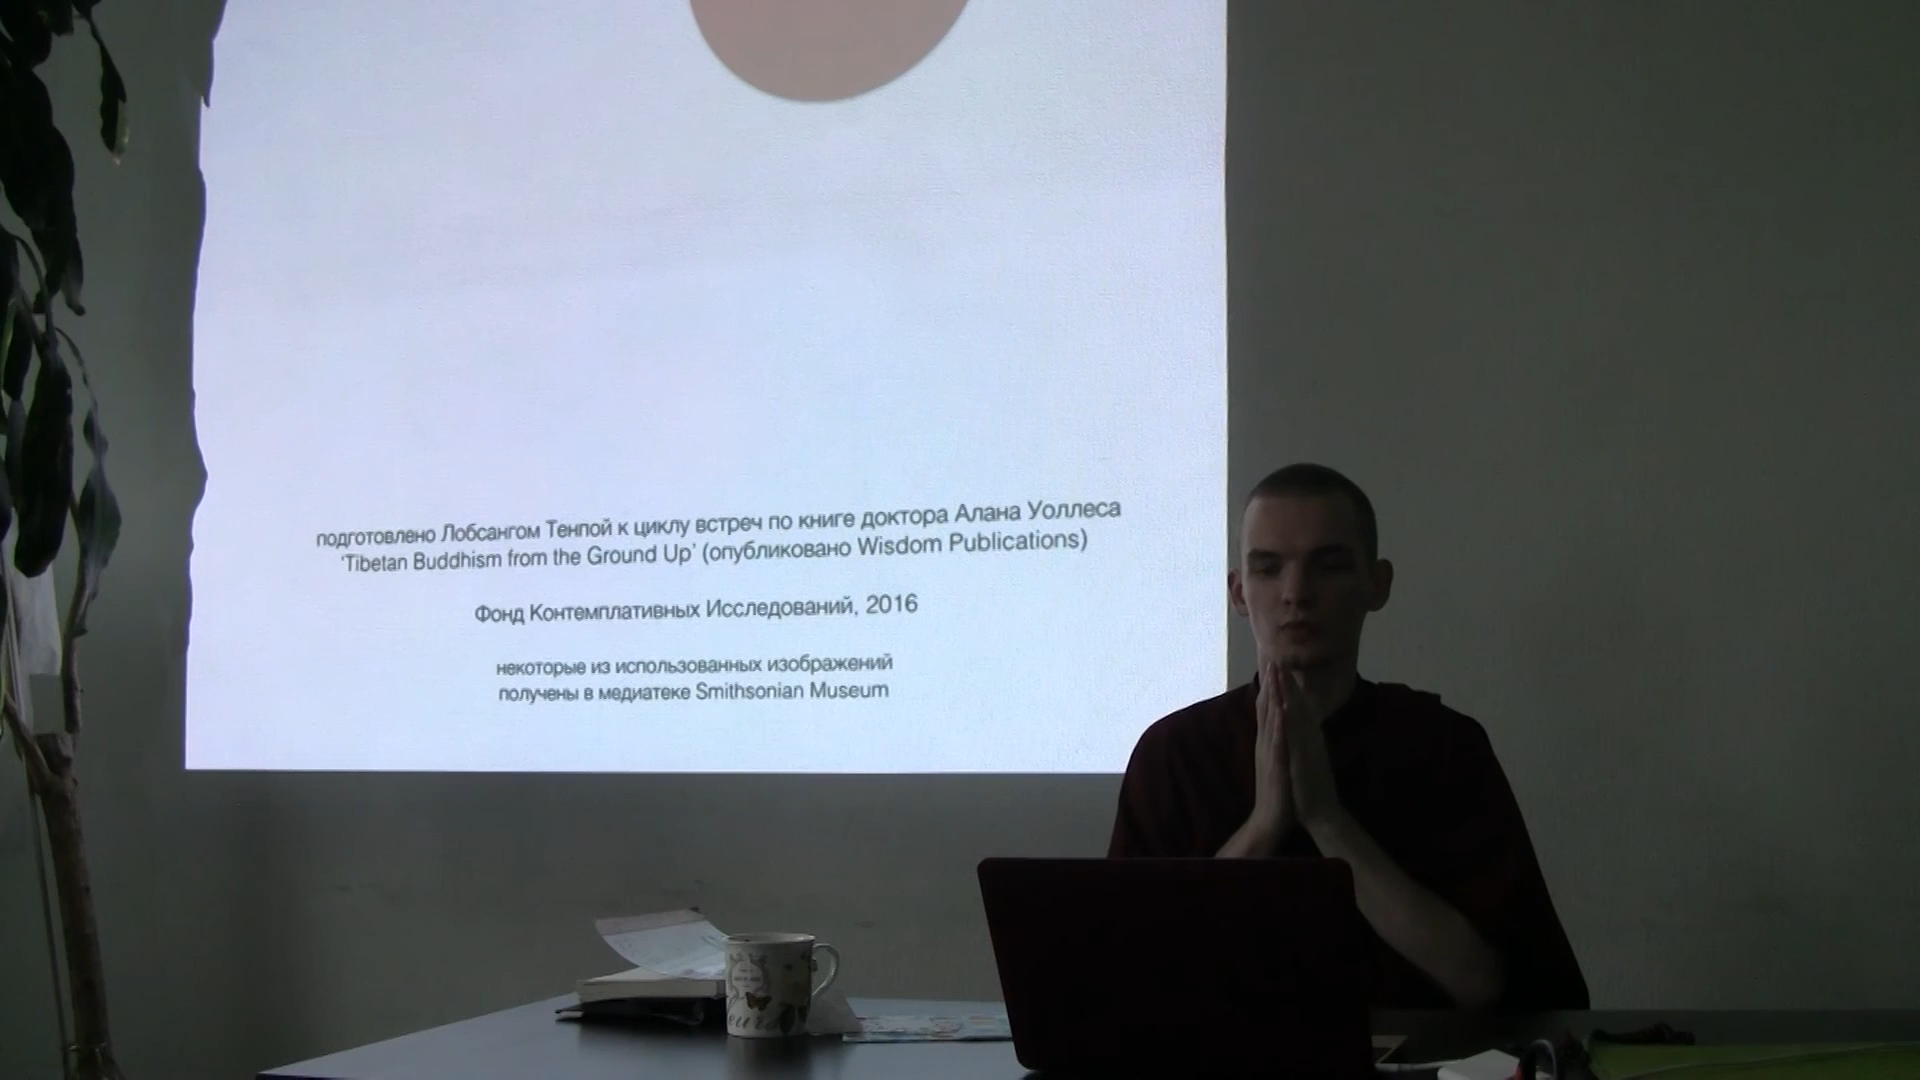 подготовлено Лобсангом Тенпой к циклу встреч по книге доктора Алана Уоллеса
'Tibetan Buddhism from the Ground Up' (опубликовано Wisdom Publications)
Фонд Контемплативных Исследований, 2016
некоторые из использованных изображений
получены в медиатеке Smithsonian Museum